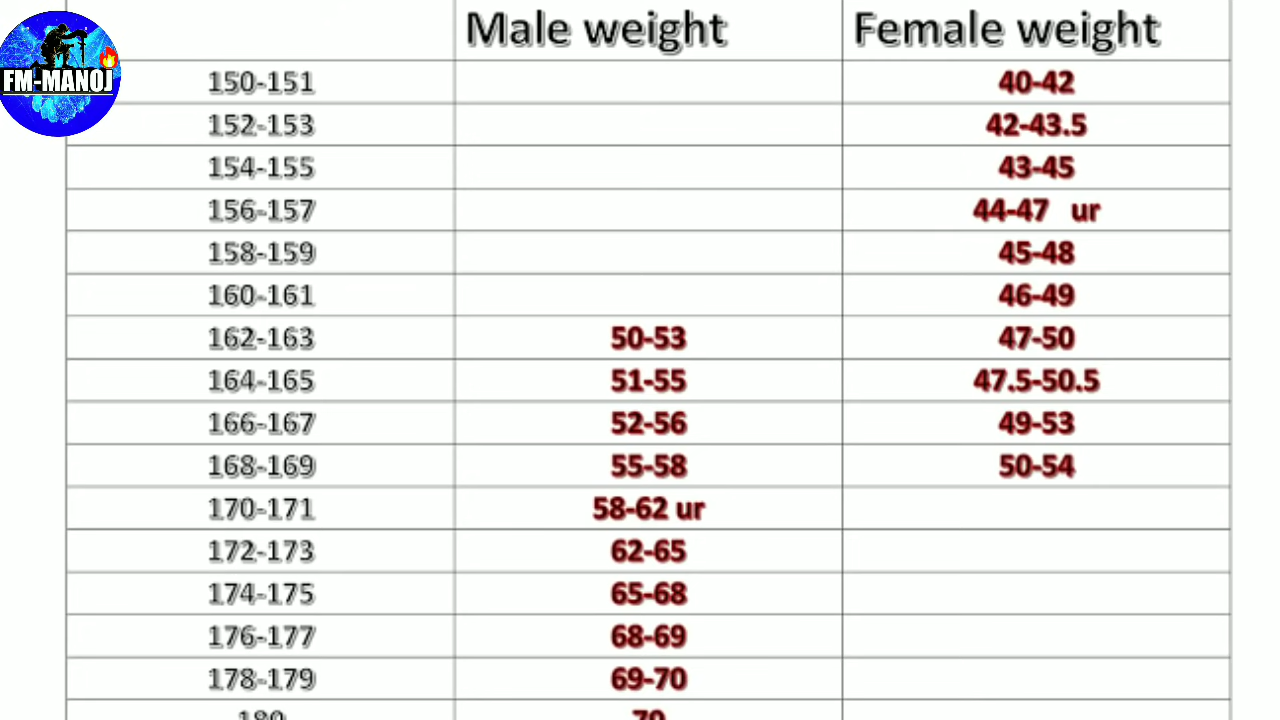 Male weight Female weight
FM-MANOJ
150-151 40-42
152-153 42-43.5
154-155 43-45
156-157 44-47 ur
158-159 45-48
160-161 46-49
162-163 50-53 47-50
164-165 51-55 47.5-50.5
166-167 52-56 49-53
168-169 55-58 50-54
170-171 58-62 ur
172-173 62-65
174-175 65-68
176-177 68-69
178-179 69-70